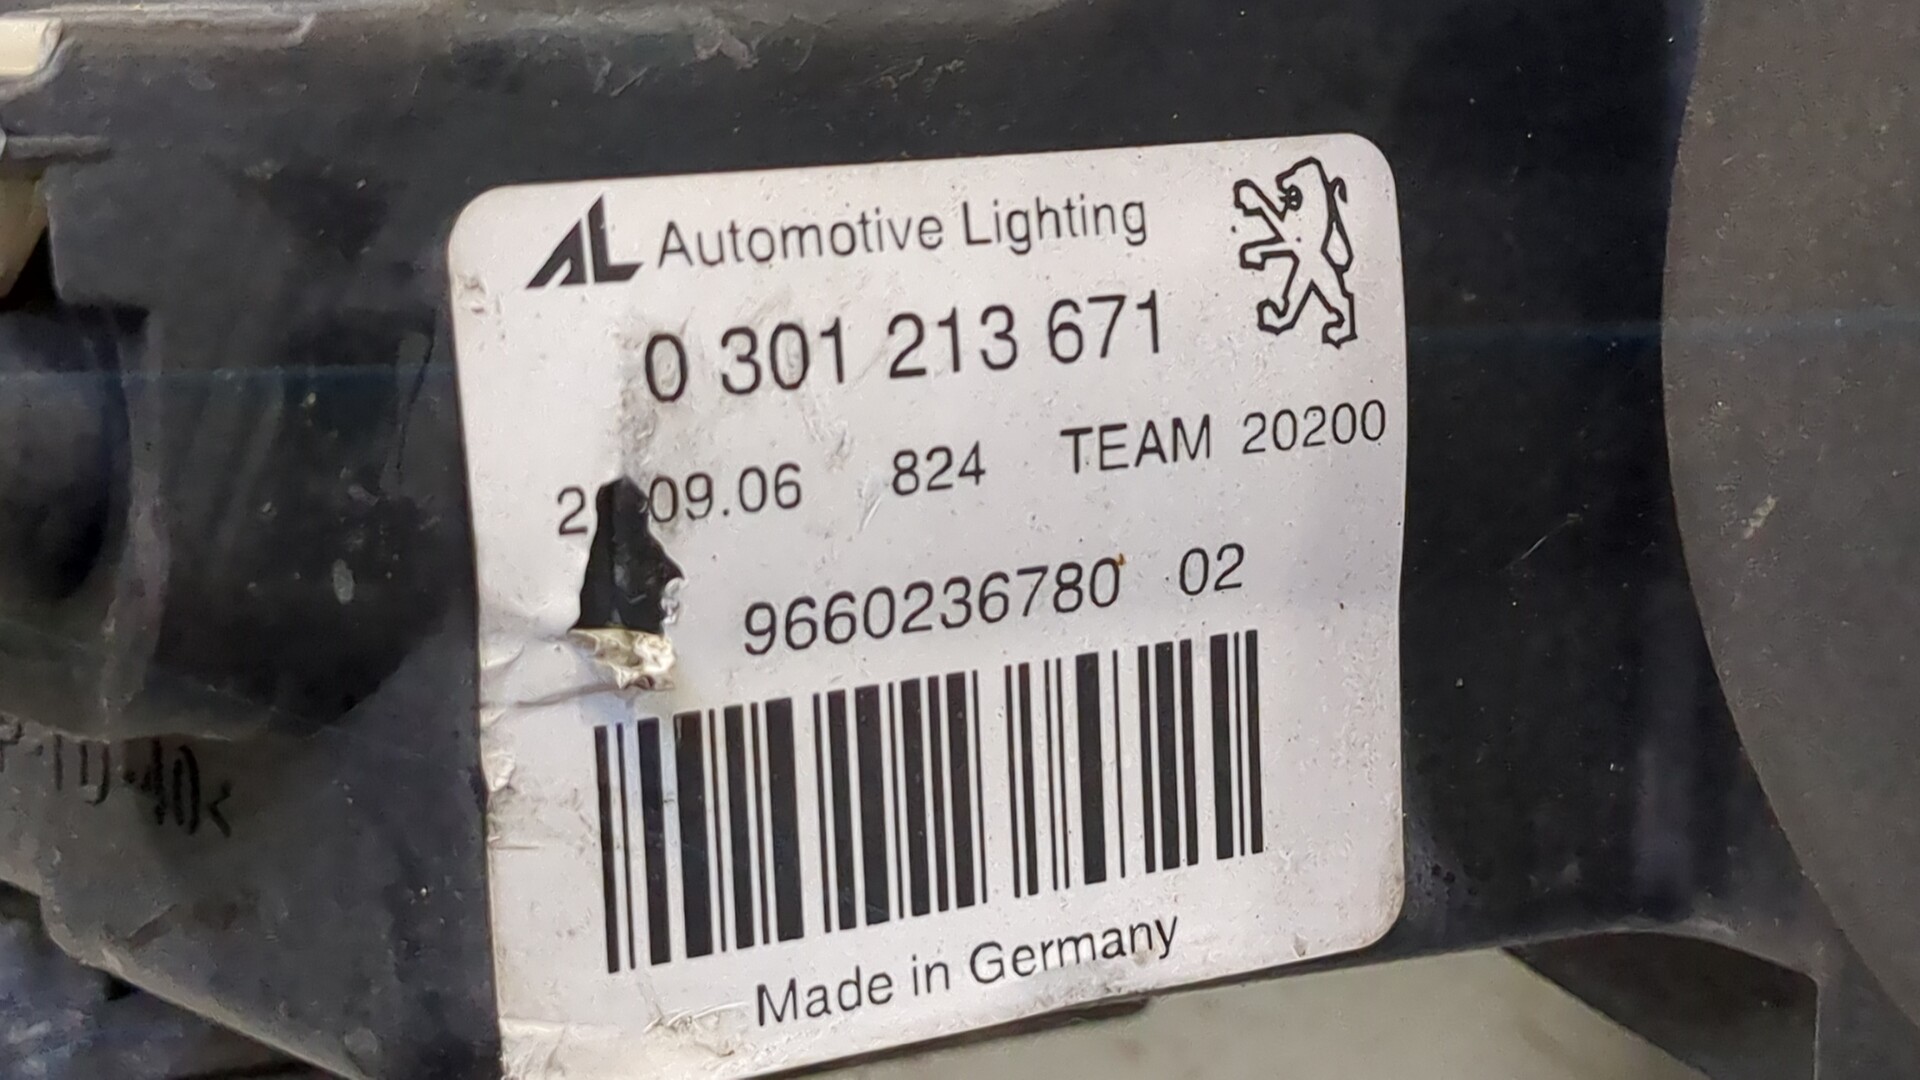 AL Automotive Lighting
0 301 213 671
09.06 824 TEAM 20200
9660236780 02
Made in Germany